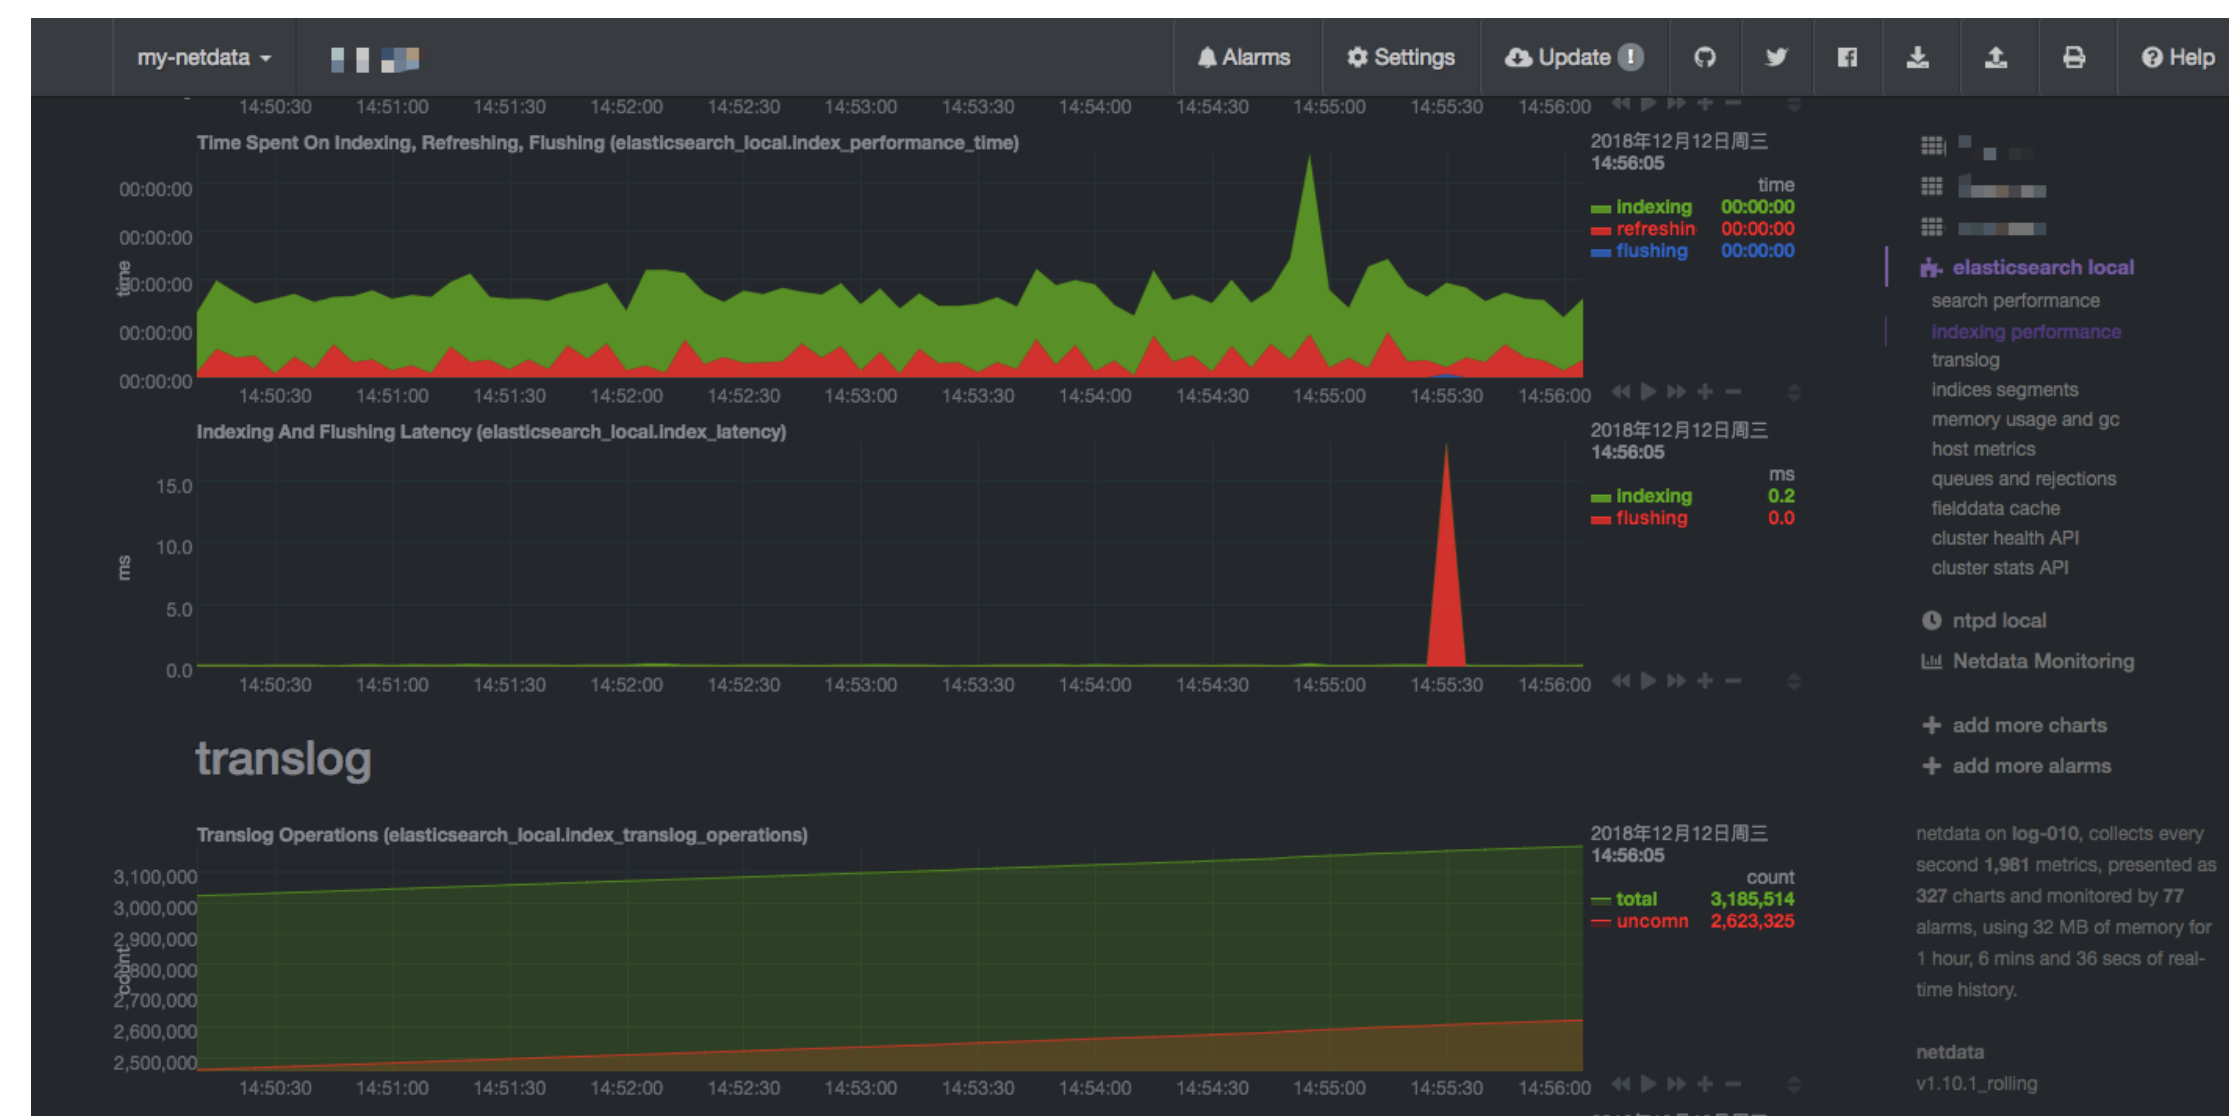 my-netdata
Alarms
Settings
Update !
Help
14:50:30 14:51:00 14:51:30 14:52:00 14:52:30 14:53:00 14:53:30 14:54:00 14:54:30 14:55:00 14:55:30 14:56:00
Time Spent On Indexing, Refreshing, Flushing (elasticsearch_local.index_performance_time)
2018年12月12日周三
14:56:05
time
indexing 00:00:00
refreshin 00:00:00
flushing 00:00:00
time
00:00:00
00:00:00
00:00:00
00:00:00
00:00:00
14:50:30 14:51:00 14:51:30 14:52:00 14:52:30 14:53:00 14:53:30 14:54:00 14:54:30 14:55:00 14:55:30 14:56:00
Indexing And Flushing Latency (elasticsearch_local.index_latency)
2018年12月12日周三
14:56:05
ms
indexing 0.2
flushing 0.0
ms
15.0
10.0
5.0
0.0
14:50:30 14:51:00 14:51:30 14:52:00 14:52:30 14:53:00 14:53:30 14:54:00 14:54:30 14:55:00 14:55:30 14:56:00
translog
Translog Operations (elasticsearch_local.index_translog_operations)
2018年12月12日周三
14:56:05
count
total 3,185,514
uncomn 2,623,325
count
3,100,000
3,000,000
2,900,000
2,800,000
2,700,000
2,600,000
2,500,000
14:50:30 14:51:00 14:51:30 14:52:00 14:52:30 14:53:00 14:53:30 14:54:00 14:54:30 14:55:00 14:55:30 14:56:00
elasticsearch local
search performance
indexing performance
translog
indices segments
memory usage and gc
host metrics
queues and rejections
fielddata cache
cluster health API
cluster stats API
ntpd local
Netdata Monitoring
add more charts
add more alarms
netdata on log-010, collects every
second 1,981 metrics, presented as
327 charts and monitored by 77
alarms, using 32 MB of memory for
1 hour, 6 mins and 36 secs of real-
time history.
netdata
v1.10.1_rolling